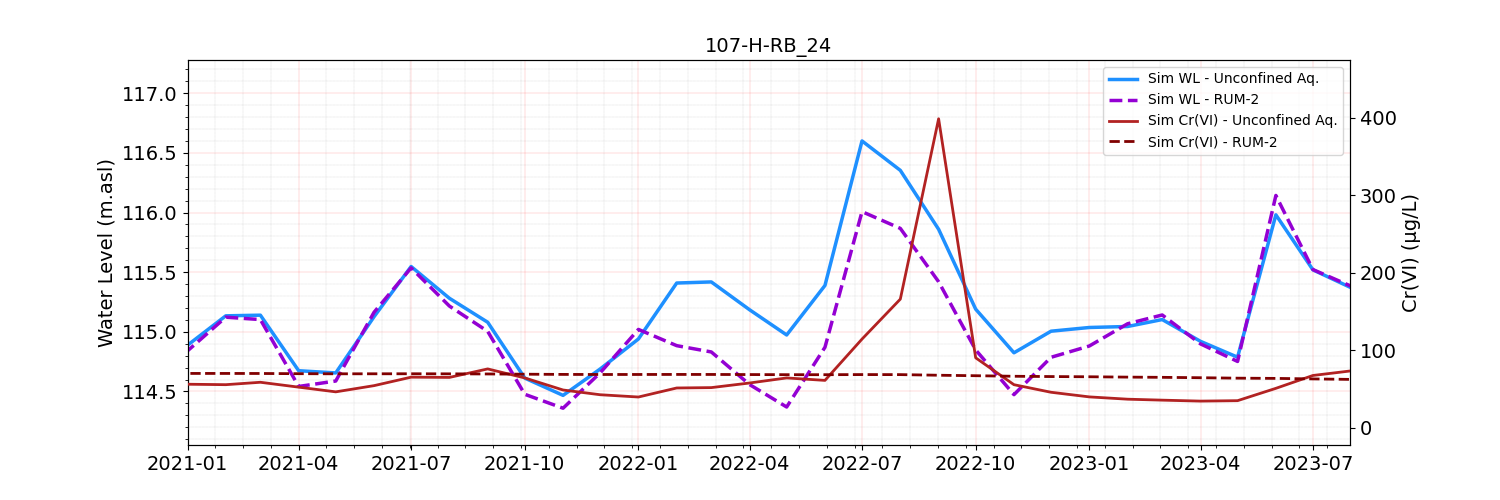 107-H-RB_24
Sim WL - Unconfined Aq.
Sim WL - RUM-2
Sim Cr(VI) - Unconfined Aq.
Sim Cr(VI) - RUM-2
Water Level (m.asl)
117.0
116.5
116.0
115.5
115.0
114.5
400
300
200
100
0
Cr(VI) (µg/L)
2021-01 2021-04 2021-07 2021-10 2022-01 2022-04 2022-07 2022-10 2023-01 2023-04 2023-07